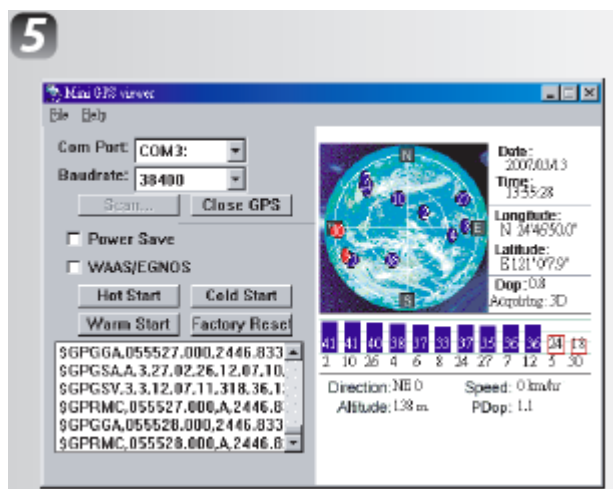 5
Mini GPS viewer
File Help
Com Port: COM3:
Baudrate: 38400
Scan... Close GPS
Power Save
WAAS/EGNOS
Hot Start Cold Start
Warm Start Factory Reset
$GPGGA,055527.000,2446.833
$GPGSA,A,3,27,02,26,12,07,10,
$GPGSV,3,3,12,07,11,318,36,1
$GPRMC,055527.000,A,2446.8
$GPGGA,055528.000,2446.833
$GPRMC,055528.000,A,2446.8
N
E
S
Date:
2007/03/13
Time:
13:55:28
Longitude:
N 24°46'50.0"
Latitude:
E 121°0'7.9"
Dop: 0.8
Acquiring: 3D
41 41 40 38 37 33 37 35 36 36 24 18
2 10 26 4 6 8 24 27 7 12 5 30
Direction: NE 0 Speed: 0 km/hr
Altitude: 138 m. PDop: 1.1